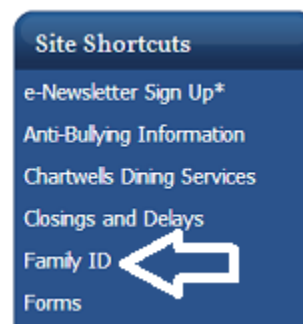 Site Shortcuts
e-Newsletter Sign Up*
Anti-Bullying Information
Chartwells Dining Services
Closings and Delays
Family ID
Forms